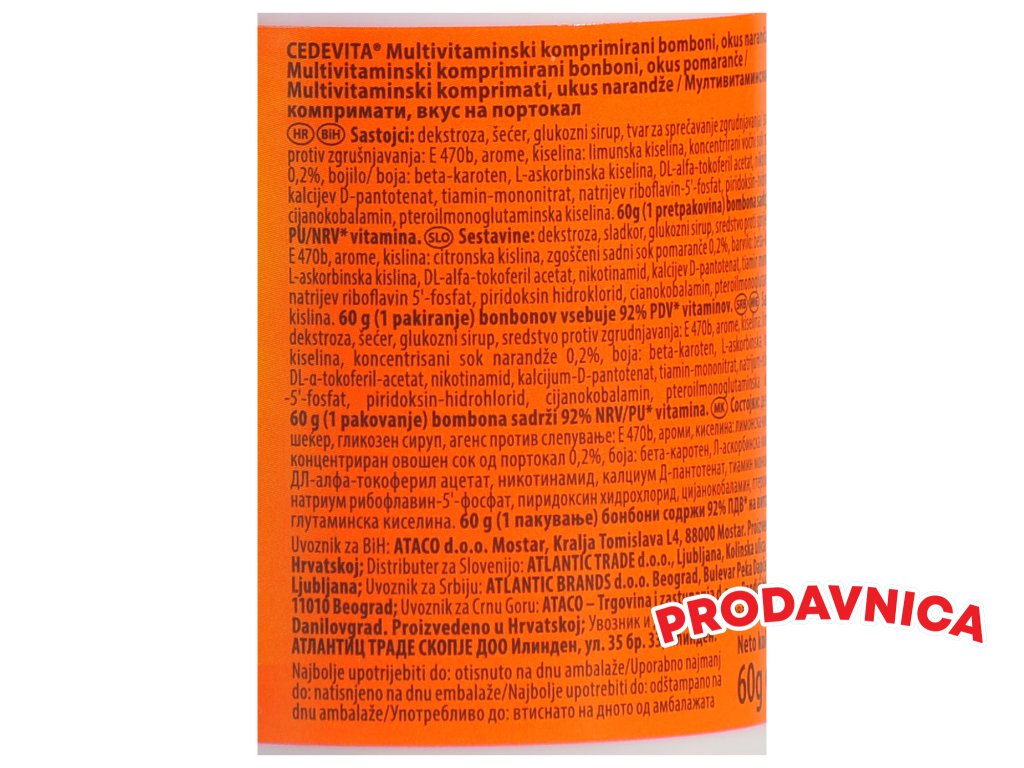 CEDEVITA® Multivitaminski komprimirani bomboni, okus
Multivitaminski komprimirani bonboni, okus pomaranče/
Multivitaminski komprimati, ukus narandže /
компримати, вкус на портокал
HR BiH Sastojci: dekstroza, šećer, glukozni sirup, tvar za sprečavanje
protiv zgrušnjavanja: E 470b, arome, kiselina: limunska kiselina, koncentrirani
0,2%, bojilo/ boja: beta-karoten, L-askorbinska kiselina, DL-alfa-tokoferil acetat,
kalcijev D-pantotenat, tiamin-mononitrat, natrijev riboflavin-5'-fosfat,
cijanokobalamin, pteroilmonoglutaminska kiselina. 60g (1 pretpakovina) bombona
PU/NRV* vitamina. SLO Sestavine: dekstroza, sladkor, glukozni sirup, sredstvo proti
E 470b, arome, kislina: citronska kislina, zgoščeni sadni sok pomaranče 0,2%, barvilo:
L-askorbinska kislina, DL-alfa-tokoferil acetat, nikotinamid, kalcijev D-pantotenat, tiamin
natrijev riboflavin 5'-fosfat, piridoksin hidroklorid, cianokobalamin,
kislina. 60 g (1 pakiranje) bonbonov vsebuje 92% PDV* vitaminov. SRB
dekstroza, šećer, glukozni sirup, sredstvo protiv zgrudnjavanja: E 470b, arome,
kiselina, koncentrisani sok narandže 0,2%, boja: beta-karoten, L-askorbinska
DL-α-tokoferil-acetat, nikotinamid, kalcijum-D-pantotenat, tiamin-mononitrat,
-5'-fosfat, piridoksin-hidrohlorid, cijanokobalamin, pteroilmonoglutaminska
60 g (1 pakovanje) bombona sadrži 92% NRV/PU* vitamina. MK Состојки:
шеќер, гликозен сируп, агенс против слепување: E 470b, ароми, киселина:
концентриран овошен сок од портокал 0,2%, боја: бета-каротен,
ДЛ-алфа-токоферил ацетат, никотинамид, калциум Д-пантотенат, тиамин
натриум рибофлавин-5'-фосфат, пиридоксин хидрохлорид, цијанокобаламин,
глутаминска киселина. 60 g (1 пакување) бонбони содржи 92% ПДВ* на
Uvoznik za BiH: ATACO d.o.o. Mostar, Kralja Tomislava L4, 88000 Mostar.
Hrvatskoj; Distributer za Slovenijo: ATLANTIC TRADE d.o.o., Ljubljana, Kolinska
Ljubljana; Uvoznik za Srbiju: ATLANTIC BRANDS d.o.o. Beograd, Bulevar Peka
11010 Beograd; Uvoznik za Crnu Goru: ATACO – Trgovina i
Danilovgrad. Proizvedeno u Hrvatskoj; Увозник
АТЛАНТИЦ ТРАДЕ СКОПЈЕ ДОО Илинден, ул. 35 бр.
Najbolje upotrijebiti do: otisnuto na dnu ambalaže/Uporabno najmanj
do: natisnjeno na dnu embalaže/Najbolje upotrebiti do: odštampano na
dnu ambalaže/Употребливо до: втиснато на дното од амбалажата
Neto
60g
PRODAVNICA